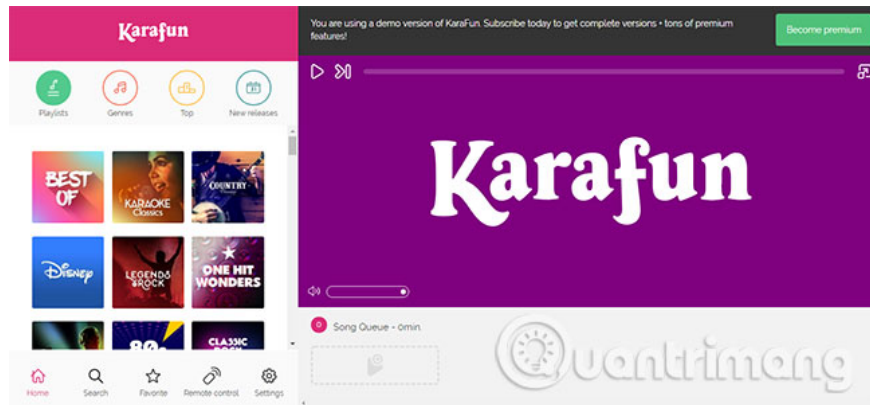 Karafun
Playlists
Genres
Top
New releases
BEST
OF
KARAOKE
Classics
COUNTRY
Disney
LEGENDS
ROCK
ONE HIT
WONDERS
80s
CLASSIC
ROCK
Home
Search
Favorite
Remote control
Settings
You are using a demo version of KaraFun. Subscribe today to get complete versions + tons of premium
features!
Become premium
Karafun
0 Song Queue - 0min.
Quantrimang